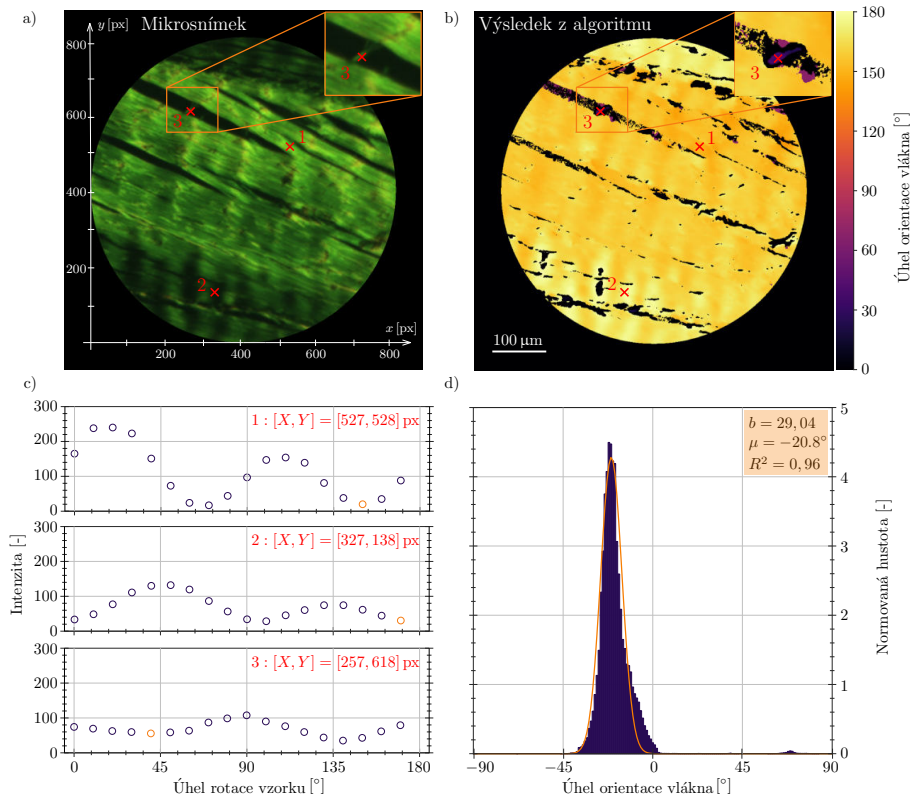 a)
y [px]
Mikrosnímek
800
600
400
200
3
3
1
2
x [px]
200
400
600
800
b)
Výsledek z algoritmu
3
3
1
2
100 µm
180
150
120
90
60
30
0
Úhel orientace vlákna [°]
c)
300
200
100
0
1 : [X, Y] = [527, 528] px
300
200
100
0
2 : [X, Y] = [327, 138] px
300
200
100
0
3 : [X, Y] = [257, 618] px
Intenzita [-]
0
45
90
135
180
Úhel rotace vzorku [°]
d)
b = 29, 04
µ = −20.8°
R² = 0, 96
5
4
3
2
1
0
Normovaná hustota [-]
−90
−45
0
45
90
Úhel orientace vlákna [°]